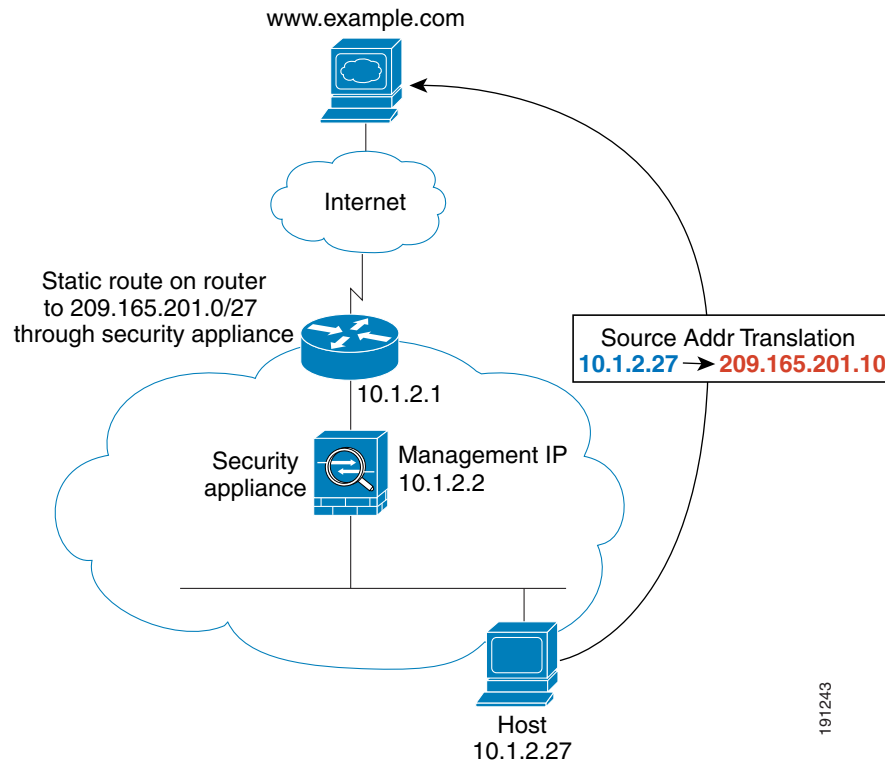 www.example.com
Internet
Static route on router
to 209.165.201.0/27
through security appliance
Source Addr Translation
10.1.2.27 → 209.165.201.10
10.1.2.1
Security
appliance
Management IP
10.1.2.2
Host
10.1.2.27
191243